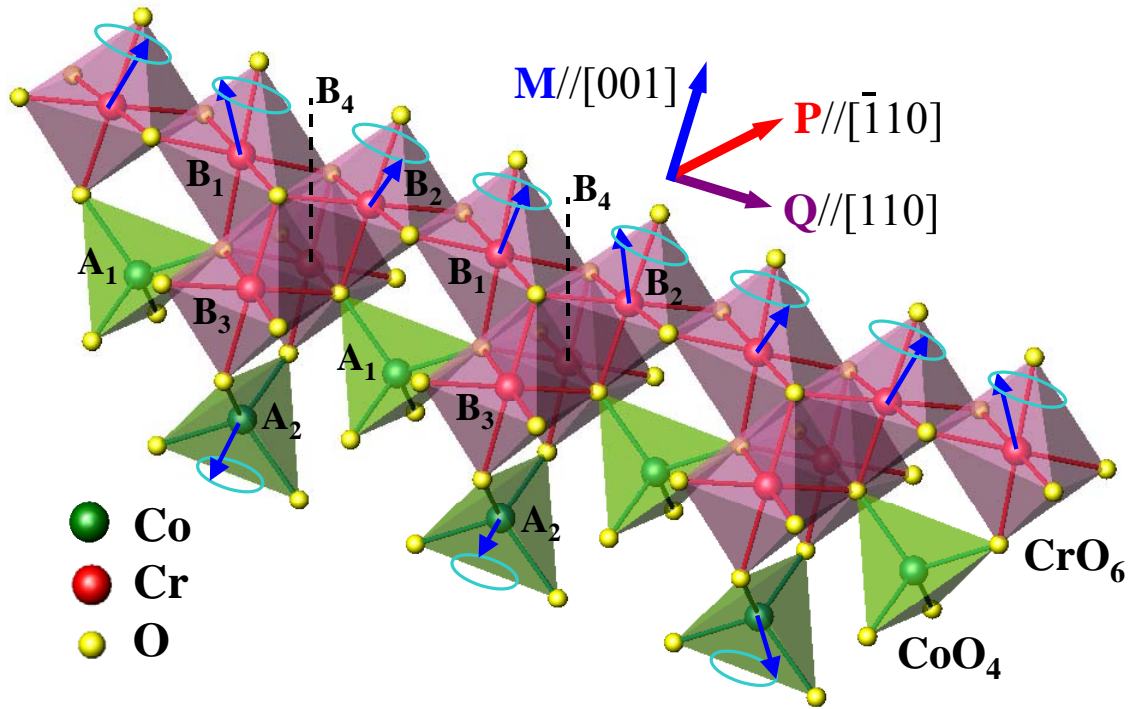 B₄
M//[001]
P//[1̄10]
B₁
B₂
B₄
Q//[110]
A₁
B₁
B₂
B₃
A₁
B₃
A₂
A₂
Co
Cr
O
CrO₆
CoO₄